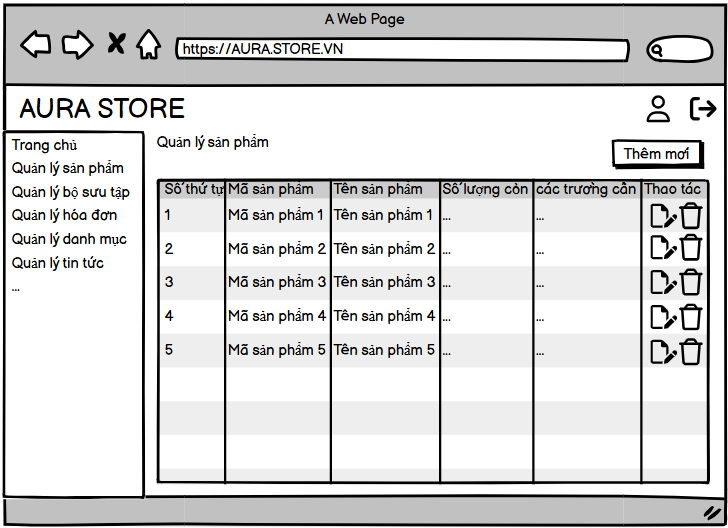 A Web Page
https://AURA.STORE.VN
AURA STORE
Trang chủ
Quản lý sản phẩm
Quản lý bộ sưu tập
Quản lý hóa đơn
Quản lý danh mục
Quản lý tin tức
...
Quản lý sản phẩm
Thêm mới
Số thứ tự Mã sản phẩm Tên sản phẩm Số lượng còn các trường cần Thao tác
1 Mã sản phẩm 1 Tên sản phẩm 1 ... ...
2 Mã sản phẩm 2 Tên sản phẩm 2 ... ...
3 Mã sản phẩm 3 Tên sản phẩm 3 ... ...
4 Mã sản phẩm 4 Tên sản phẩm 4 ... ...
5 Mã sản phẩm 5 Tên sản phẩm 5 ... ...